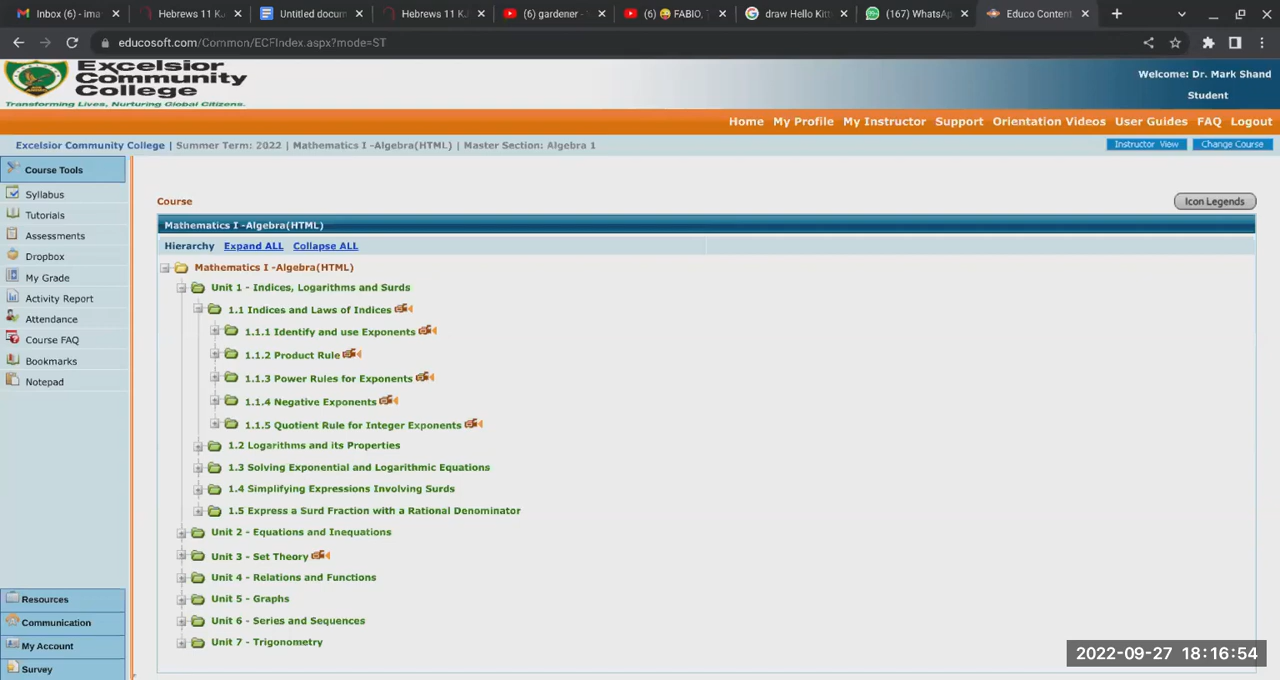 (6) - ima
Hebrews 11 KJ
Untitled docum
Hebrews 11 KJ
(6) gardener -
(6) FABIO,
draw Hello Kitt
(167) WhatsAp
Educo Content
educosoft.com/Common/ECFIndex.aspx?mode=ST
Excelsior
Community
College
Transforming Lives, Nurturing Global Citizens.
Welcome: Dr. Mark Shand
Student
Home My Profile My Instructor Support Orientation Videos User Guides FAQ Logout
Excelsior Community College | Summer Term: 2022 | Mathematics I -Algebra(HTML) | Master Section: Algebra 1
Instructor View
Change Course
Course Tools
Syllabus
Tutorials
Assessments
Dropbox
My Grade
Activity Report
Attendance
Course FAQ
Bookmarks
Notepad
Resources
Communication
My Account
Survey
Course
Icon Legends
Mathematics I -Algebra(HTML)
Hierarchy Expand ALL Collapse ALL
Mathematics I -Algebra(HTML)
Unit 1 - Indices, Logarithms and Surds
1.1 Indices and Laws of Indices
1.1.1 Identify and use Exponents
1.1.2 Product Rule
1.1.3 Power Rules for Exponents
1.1.4 Negative Exponents
1.1.5 Quotient Rule for Integer Exponents
1.2 Logarithms and its Properties
1.3 Solving Exponential and Logarithmic Equations
1.4 Simplifying Expressions Involving Surds
1.5 Express a Surd Fraction with a Rational Denominator
Unit 2 - Equations and Inequations
Unit 3 - Set Theory
Unit 4 - Relations and Functions
Unit 5 - Graphs
Unit 6 - Series and Sequences
Unit 7 - Trigonometry
2022-09-27 18:16:54